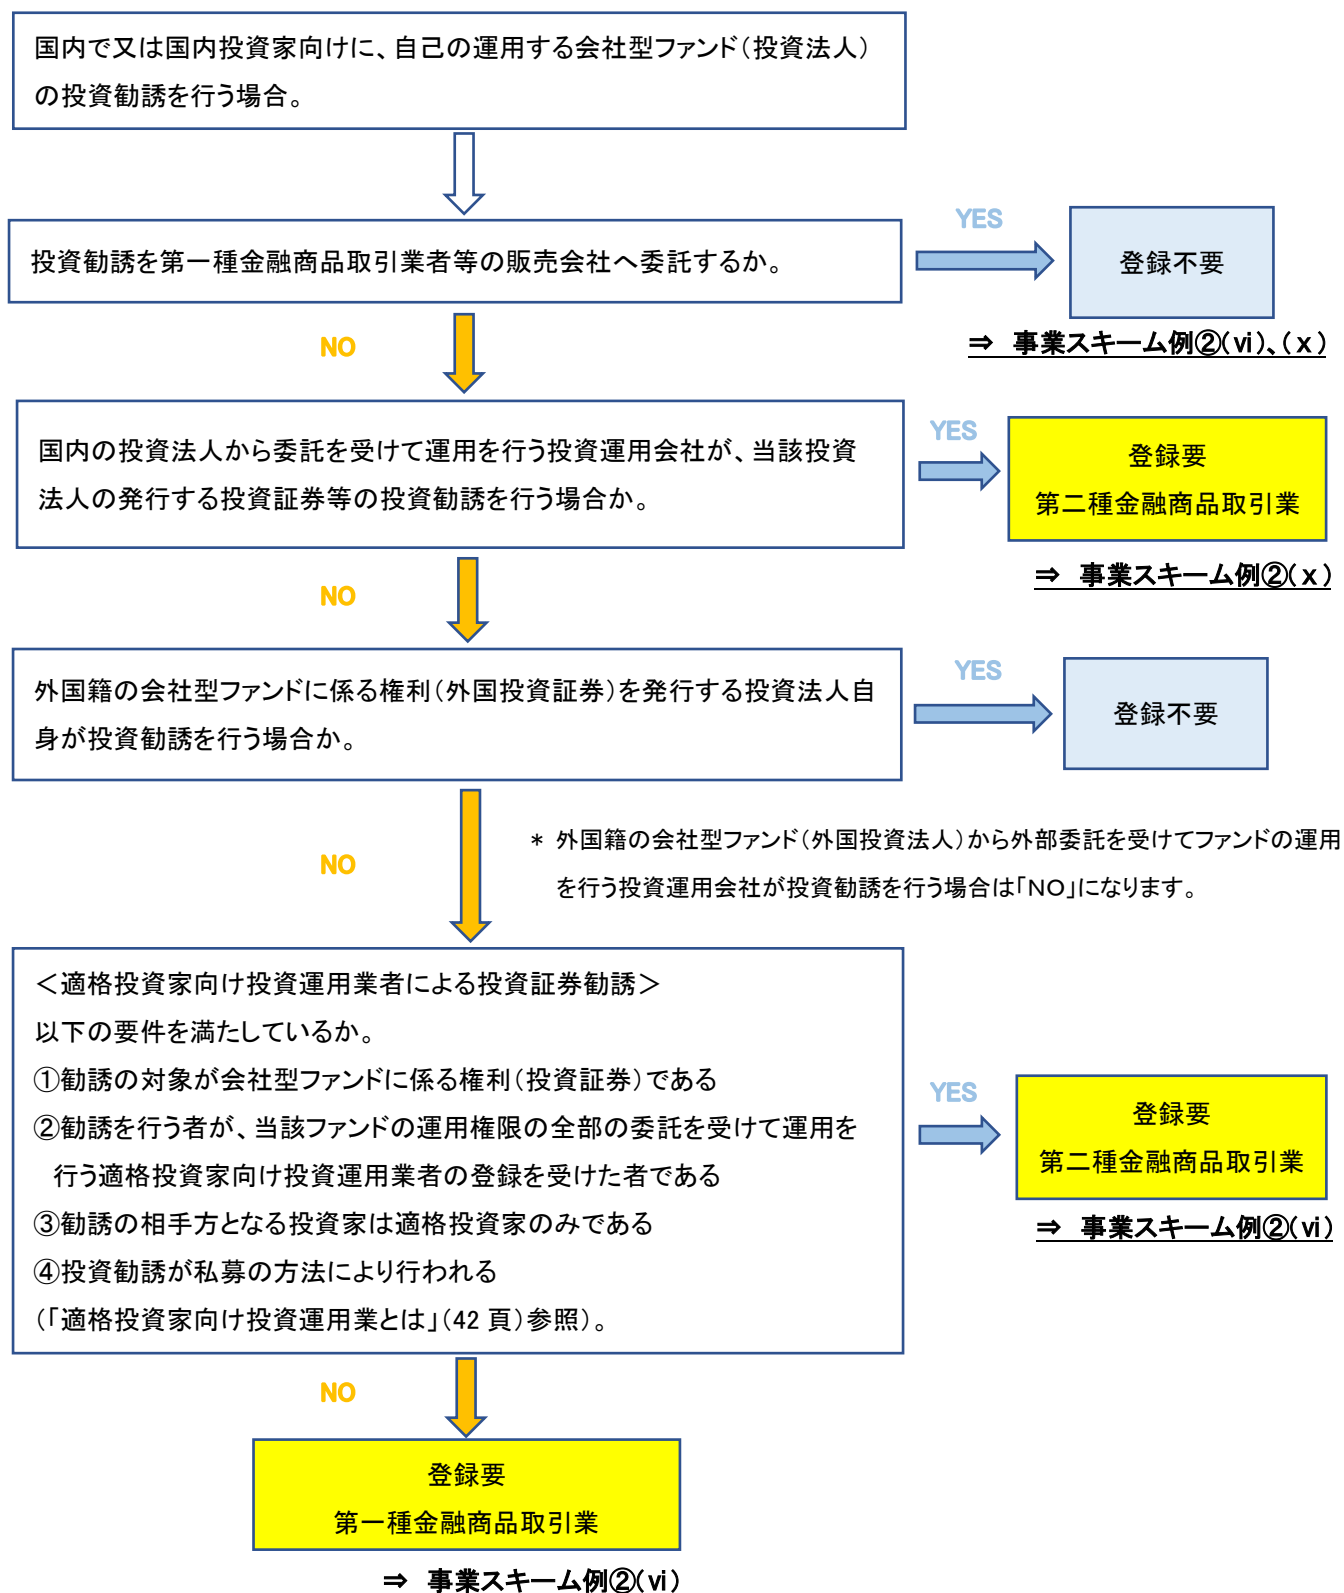 国内で又は国内投資家向けに、自己の運用する会社型ファンド（投資法人）
の投資勧誘を行う場合。
投資勧誘を第一種金融商品取引業者等の販売会社へ委託するか。
YES
登録不要
⇒ 事業スキーム例②(ⅵ)、(ⅹ)
NO
国内の投資法人から委託を受けて運用を行う投資運用会社が、当該投資
法人の発行する投資証券等の投資勧誘を行う場合か。
YES
登録要
第二種金融商品取引業
⇒ 事業スキーム例②(ⅹ)
NO
外国籍の会社型ファンドに係る権利（外国投資証券）を発行する投資法人自
身が投資勧誘を行う場合か。
YES
登録不要
NO
* 外国籍の会社型ファンド（外国投資法人）から外部委託を受けてファンドの運用
を行う投資運用会社が投資勧誘を行う場合は「NO」になります。
＜適格投資家向け投資運用業者による投資証券勧誘＞
以下の要件を満たしているか。
①勧誘の対象が会社型ファンドに係る権利（投資証券）である
②勧誘を行う者が、当該ファンドの運用権限の全部の委託を受けて運用を
行う適格投資家向け投資運用業者の登録を受けた者である
③勧誘の相手方となる投資家は適格投資家のみである
④投資勧誘が私募の方法により行われる
（「適格投資家向け投資運用業とは」（42 頁）参照）。
YES
登録要
第二種金融商品取引業
⇒ 事業スキーム例②(ⅵ)
NO
登録要
第一種金融商品取引業
⇒ 事業スキーム例②(ⅵ)